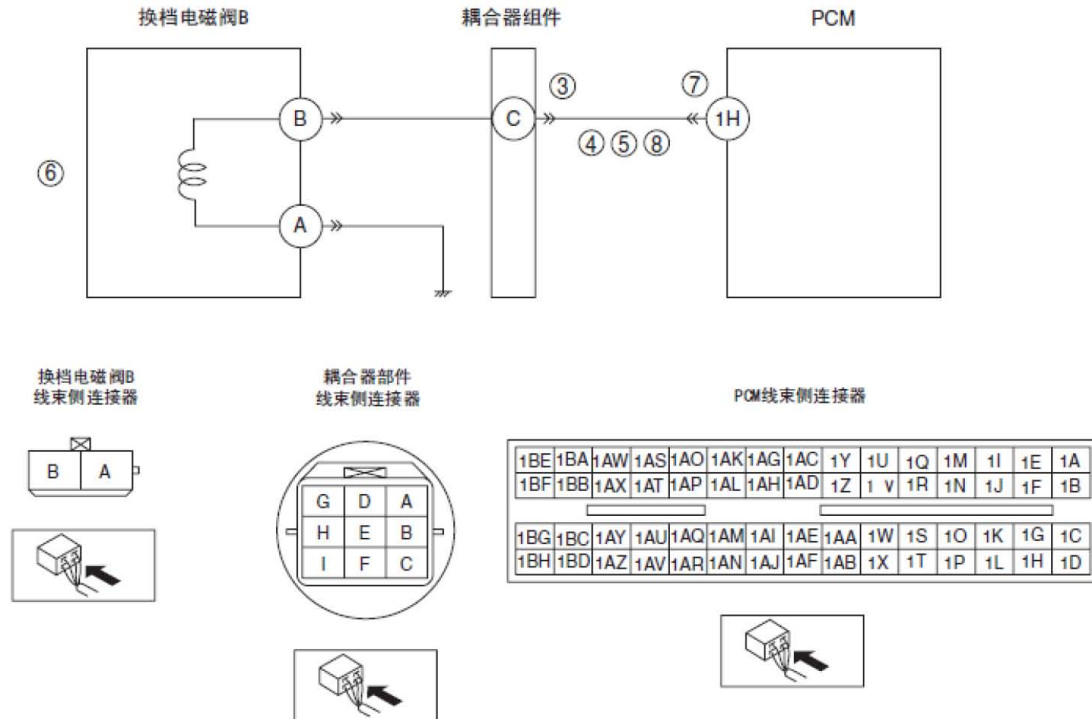 换档电磁阀B
耦合器组件
PCM
B
C
1H
A
③
⑦
④ ⑤ ⑧
⑥
换档电磁阀B
线束侧连接器
耦合器部件
线束侧连接器
PCM线束侧连接器
B A
G D A
H E B
I F C
1BE 1BA 1AW 1AS 1AO 1AK 1AG 1AC 1Y 1U 1Q 1M 1I 1E 1A
1BF 1BB 1AX 1AT 1AP 1AL 1AH 1AD 1Z 1 V 1R 1N 1J 1F 1B
1BG 1BC 1AY 1AU 1AQ 1AM 1AI 1AE 1AA 1W 1S 1O 1K 1G 1C
1BH 1BD 1AZ 1AV 1AR 1AN 1AJ 1AF 1AB 1X 1T 1P 1L 1H 1D